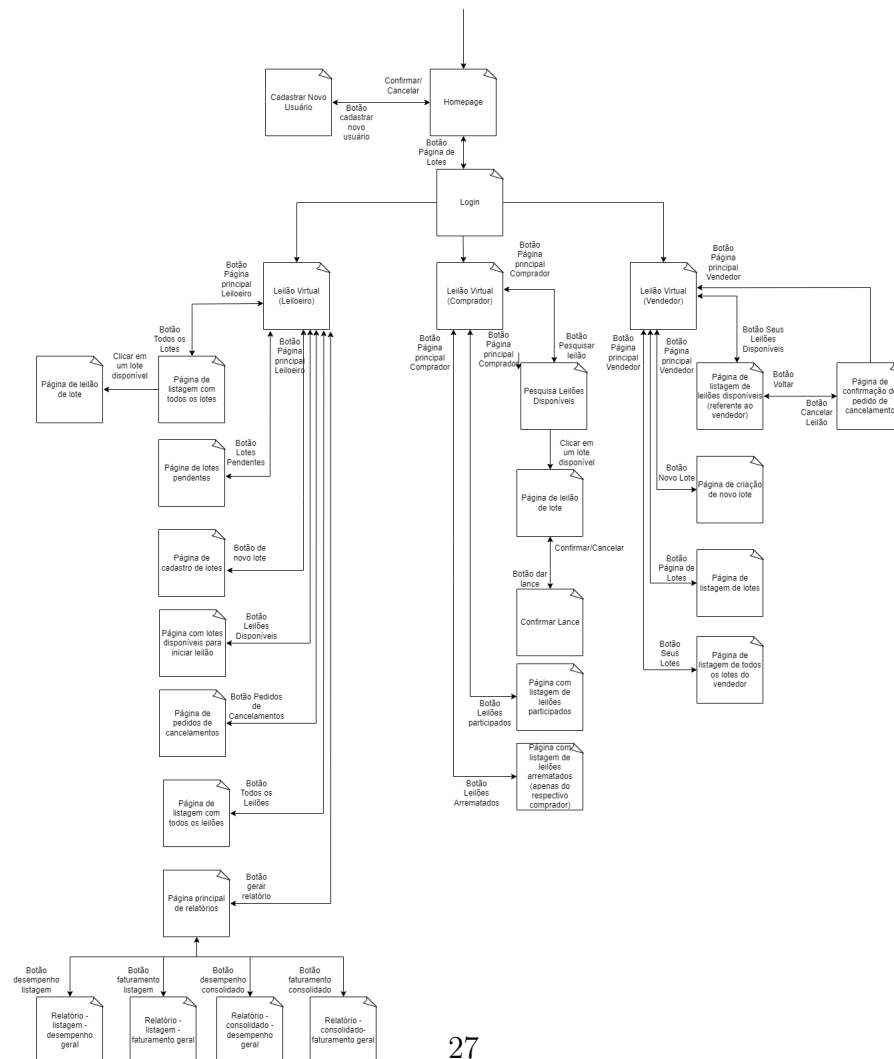 Confirmar/
Cancelar
Cadastrar Novo
Usuário
Homepage
Botão
cadastrar
novo
usuário
Botão
Página de
Lotes
Login
Botão
Página
principal
Leiloeiro
Leilão Virtual
(Leiloeiro)
Leilão Virtual
(Comprador)
Botão
Página
principal
Comprador
Leilão Virtual
(Vendedor)
Botão
Página
principal
Vendedor
Botão
Todos os
Lotes
Botão
Página
principal
Leiloeiro
Botão
Página
principal
Comprador
Botão
Página
principal
Comprador
Botão
Pesquisar
leilão
Botão
Página
principal
Vendedor
Botão
Página
principal
Vendedor
Botão Seus
Leilões
Disponíveis
Clicar em
um lote
disponível
Página de leilão
de lote
Página de
listagem com
todos os lotes
Pesquisa Leilões
Disponíveis
Página de
listagem de
leilões disponíveis
(referente ao
vendedor)
Botão
Voltar
Botão
Cancelar
Leilão
Página de
confirmação de
pedido de
cancelamento
Botão
Lotes
Pendentes
Página de lotes
pendentes
Clicar em
um lote
disponível
Página de leilão
de lote
Botão
Novo Lote
Página de criação
de novo lote
Página de
cadastro de lotes
Botão de
novo lote
Confirmar/Cancelar
Botão dar
lance
Confirmar Lance
Botão
Página de
Lotes
Página de
listagem de lotes
Página com lotes
disponíveis para
iniciar leilão
Botão
Leilões
Disponíveis
Botão
Seus
Lotes
Página de
listagem de todos
os lotes do
vendedor
Página de
pedidos de
cancelamentos
Botão Pedidos
de
Cancelamentos
Página com
listagem de
leilões
participados
Botão
Leilões
participados
Página de
listagem com
todos os leilões
Botão
Todos os
Leilões
Página com
listagem de
leilões
arrematados
(apenas do
respectivo
comprador)
Botão
Leilões
Arrematados
Página principal
de relatórios
Botão
gerar
relatório
Botão
desempenho
listagem
Botão
faturamento
listagem
Botão
desempenho
consolidado
Botão
faturamento
consolidado
Relatório -
listagem -
desempenho
geral
Relatório -
listagem -
faturamento geral
Relatório -
consolidado -
desempenho
geral
Relatório -
consolidado-
faturamento geral
27